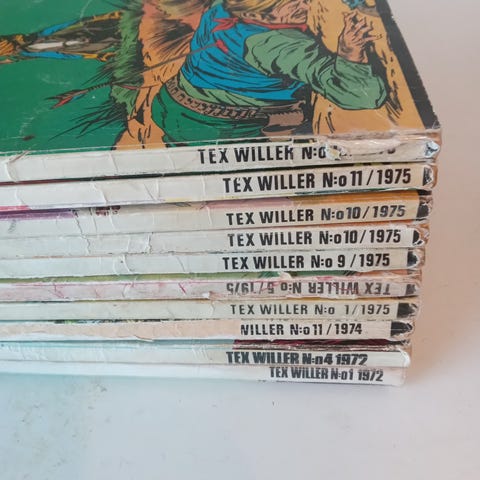 TEX WILLER N:o
TEX WILLER N:o 11/1975
TEX WILLER N:o 10/1975
TEX WILLER N:o 10/1975
TEX WILLER N:o 9/1975
TEX WILLER N:o 5/1975
TEX WILLER N:o 1/1975
WILLER N:o 11/1974
TEX WILLER N:o 4 1972
TEX WILLER N:o 1 1972